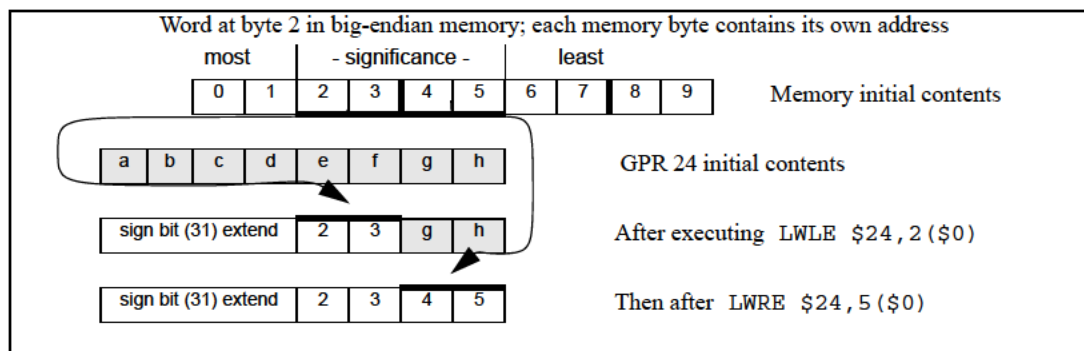 Word at byte 2 in big-endian memory; each memory byte contains its own address
most - significance - least
0 1 2 3 4 5 6 7 8 9 Memory initial contents
a b c d e f g h GPR 24 initial contents
sign bit (31) extend 2 3 g h After executing LWLE $24,2($0)
sign bit (31) extend 2 3 4 5 Then after LWRE $24,5($0)